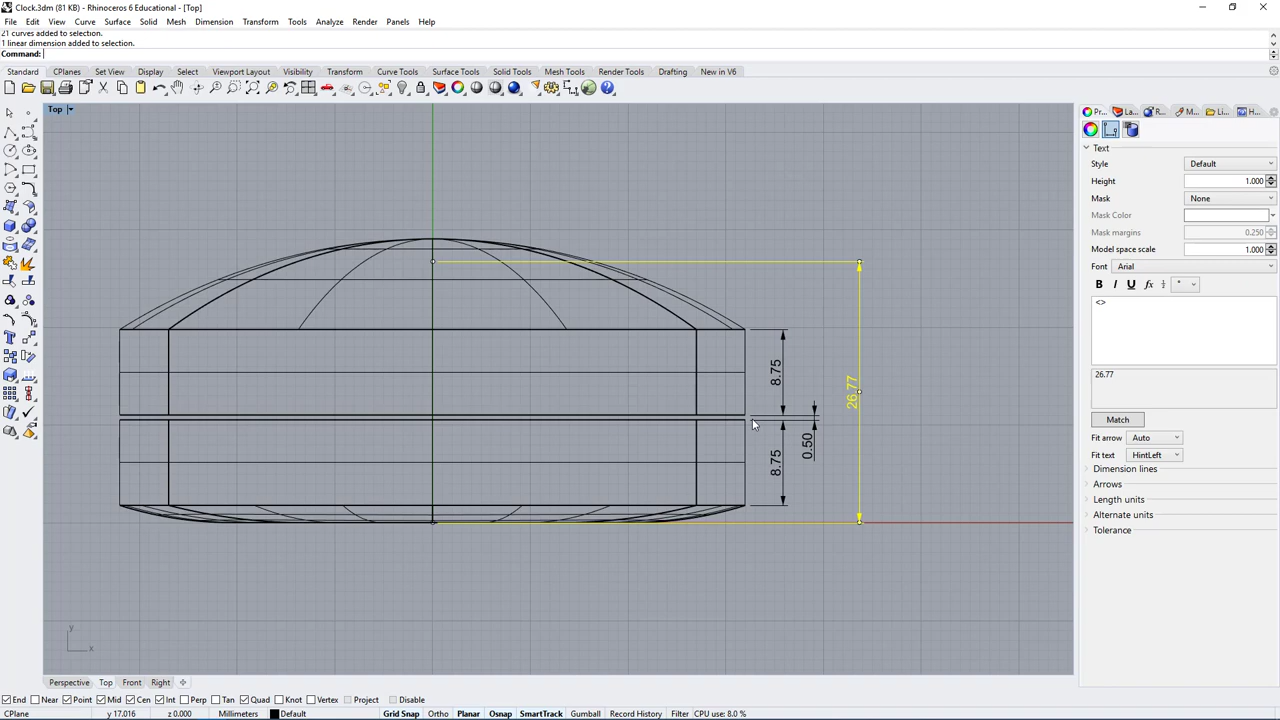 Clock.3dm (81 KB) - Rhinoceros 6 Educational - [Top]
File Edit View Curve Surface Solid Mesh Dimension Transform Tools Analyze Render Panels Help
21 curves added to selection.
1 linear dimension added to selection.
Command:
Standard CPlanes Set View Display Select Viewport Layout Visibility Transform Curve Tools Surface Tools Solid Tools Mesh Tools Render Tools Drafting New in V6
Top
Pr... La... R... M... Li... H...
Text
Style Default
Height 1.000
Mask None
Mask Color
Mask margins 0.250
Model space scale 1.000
Font Arial
B I U fx °
<>
26.77
Match
Fit arrow Auto
Fit text HintLeft
Dimension lines
Arrows
Length units
Alternate units
Tolerance
8.75
26.77
0.50
8.75
y
x
Perspective Top Front Right
End Near Point Mid Cen Int Perp Tan Quad Knot Vertex Project Disable
CPlane y 17.016 z 0.000 Millimeters Default Grid Snap Ortho Planar Osnap SmartTrack Gumball Record History Filter CPU use: 8.0 %